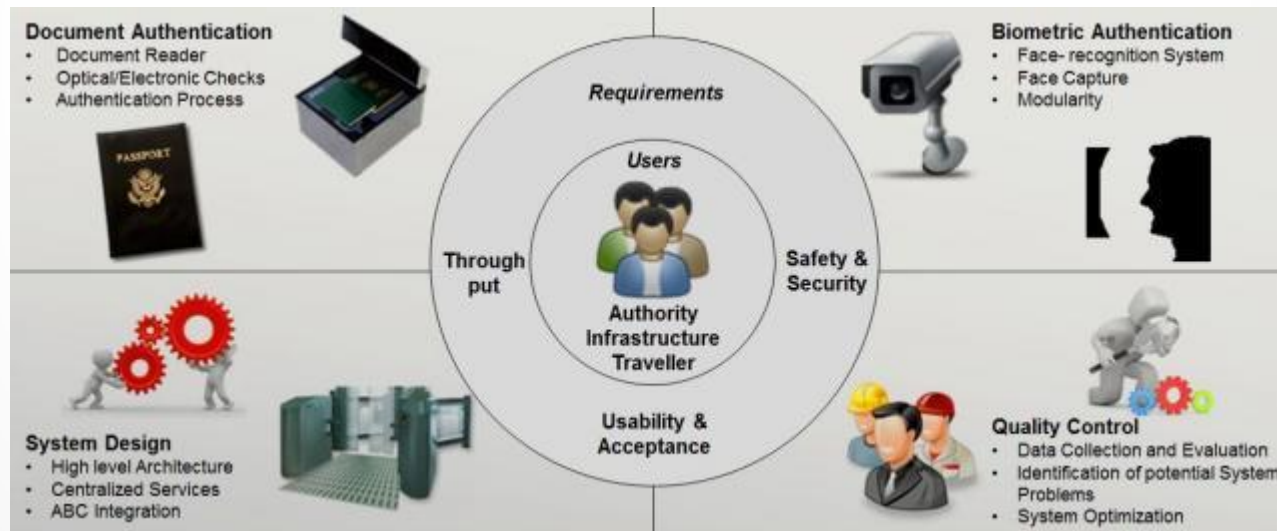 Document Authentication
• Document Reader
• Optical/Electronic Checks
• Authentication Process
PASSPORT
Biometric Authentication
• Face- recognition System
• Face Capture
• Modularity
Requirements
Users
Through
put
Safety &
Security
Authority
Infrastructure
Traveller
Usability &
Acceptance
System Design
• High level Architecture
• Centralized Services
• ABC Integration
Quality Control
• Data Collection and Evaluation
• Identification of potential System
Problems
• System Optimization